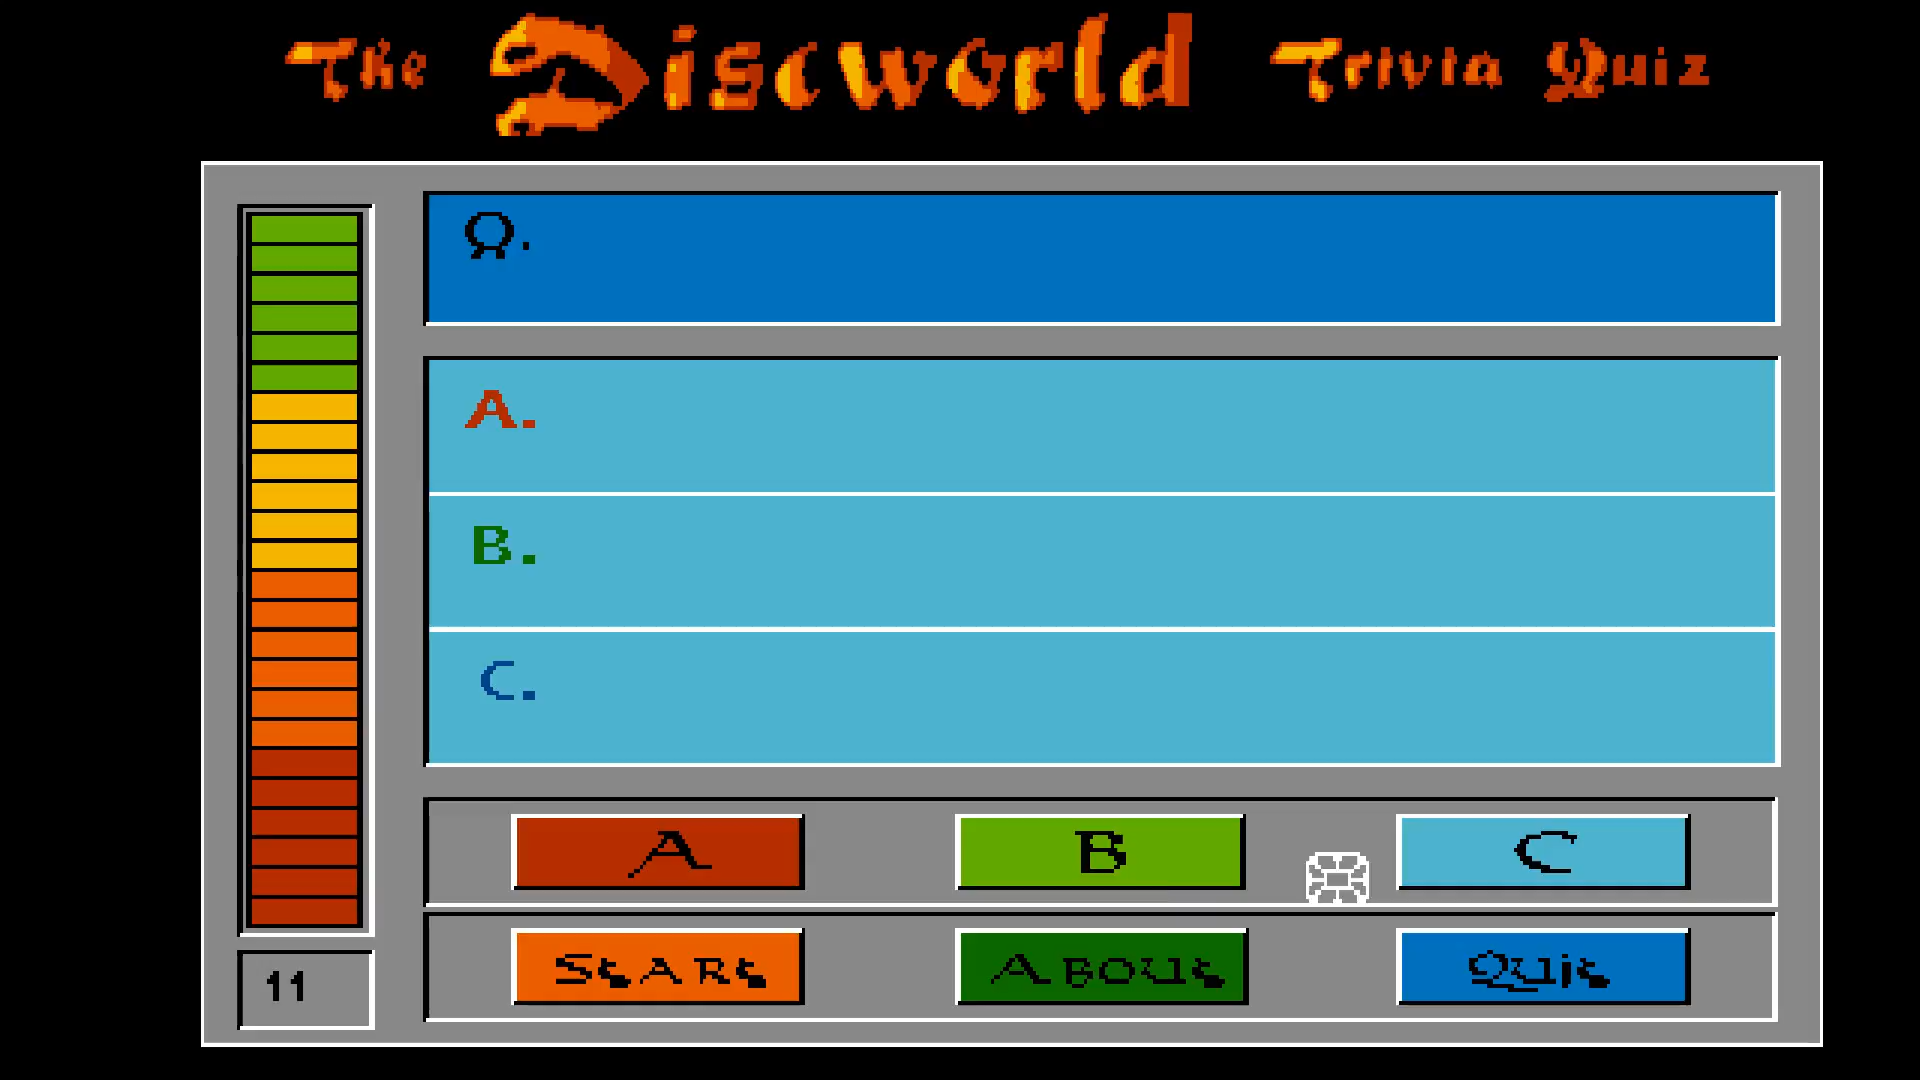 The Discworld Trivia Quiz
Q.
A.
B.
C.
A B C
11
Start About Quit